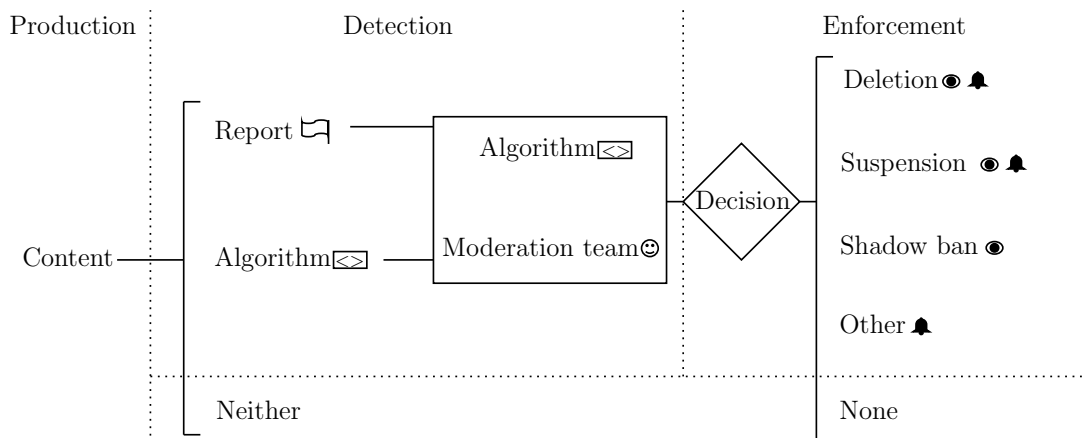 Production
Detection
Enforcement
Content
Report
Algorithm <>
Neither
Algorithm <>
Moderation team
Decision
Deletion
Suspension
Shadow ban
Other
None